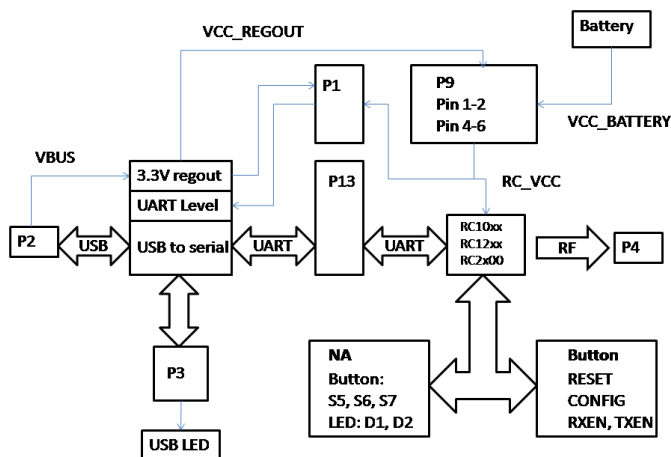 VCC_REGOUT
Battery
P1
P9
Pin 1-2
Pin 4-6
VCC_BATTERY
VBUS
3.3V regout
P13
RC_VCC
UART Level
P2
USB
USB to serial
UART
UART
RC10xx
RC12xx
RC2x00
RF
P4
P3
NA
Button:
S5, S6, S7
LED: D1, D2
Button
RESET
CONFIG
RXEN, TXEN
USB LED